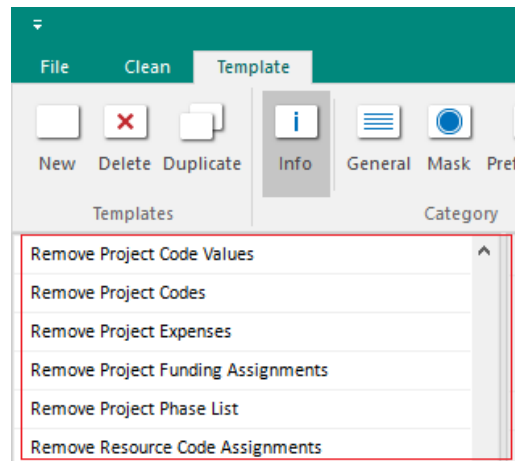 File Clean Template
New Delete Duplicate Info General Mask Pref
Templates Category
Remove Project Code Values
Remove Project Codes
Remove Project Expenses
Remove Project Funding Assignments
Remove Project Phase List
Remove Resource Code Assignments